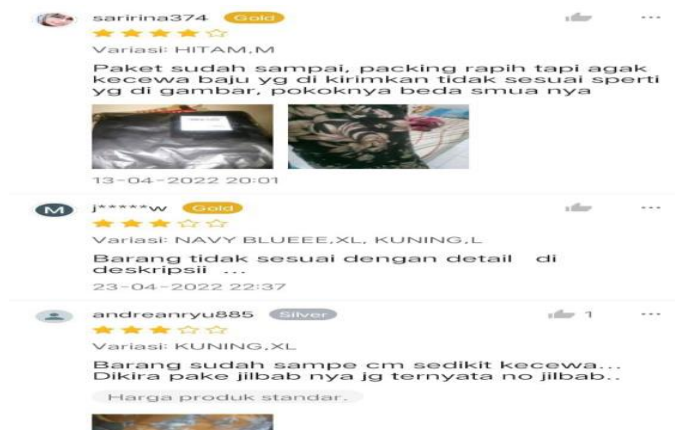 saririna374 Gold
Variasi: HITAM,M
Paket sudah sampai, packing rapih tapi agak
kecewa baju yg di kirimkan tidak sesuai sperti
yg di gambar, pokoknya beda smua nya
13-04-2022 20:01
M j*****w Gold
Variasi: NAVY BLUEEE,XL, KUNING,L
Barang tidak sesuai dengan detail di
deskripsii ...
23-04-2022 22:37
andreanryu885 Silver
1
Variasi: KUNING,XL
Barang sudah sampe cm sedikit kecewa...
Dikira pake jilbab nya jg ternyata no jilbab..
Harga produk standar.